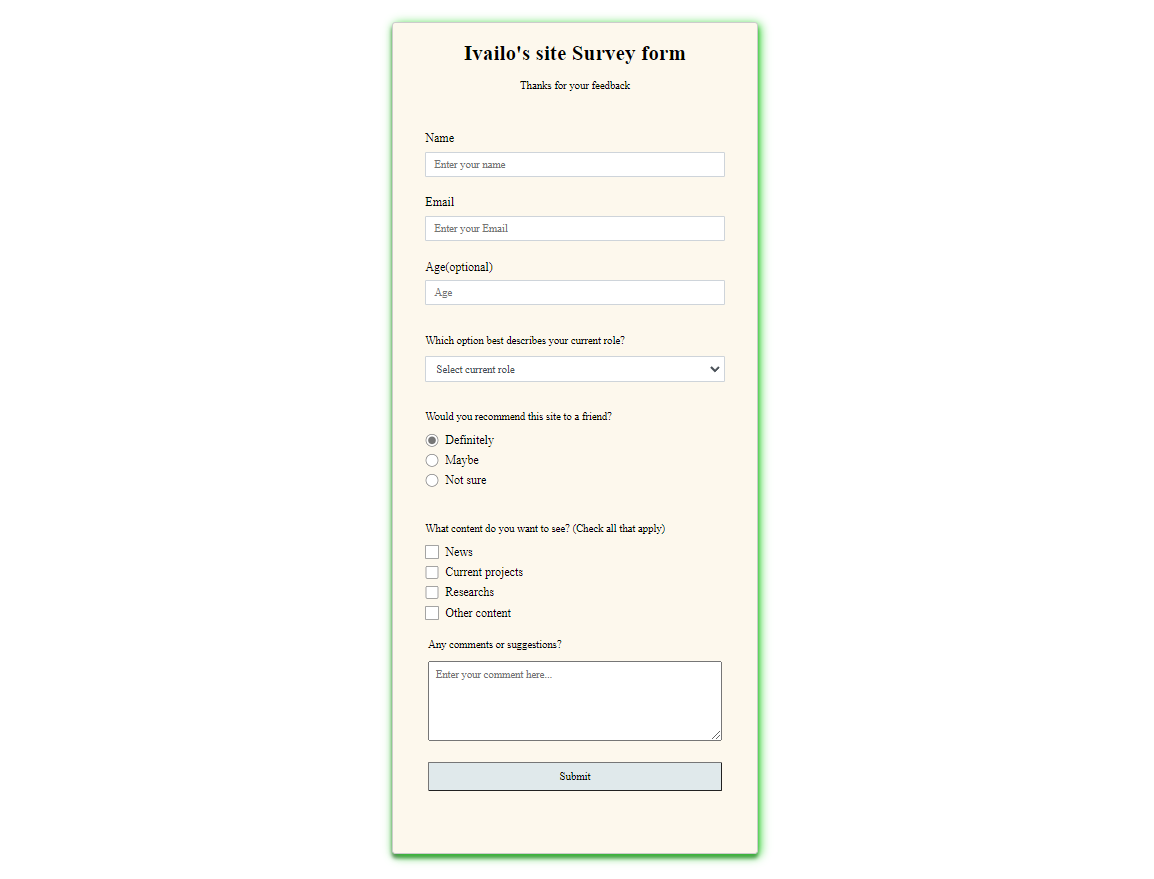 Ivailo's site Survey form
Thanks for your feedback
Name
Enter your name
Email
Enter your Email
Age(optional)
Age
Which option best describes your current role?
Select current role
Would you recommend this site to a friend?
Definitely
Maybe
Not sure
What content do you want to see? (Check all that apply)
News
Current projects
Researchs
Other content
Any comments or suggestions?
Enter your comment here...
Submit